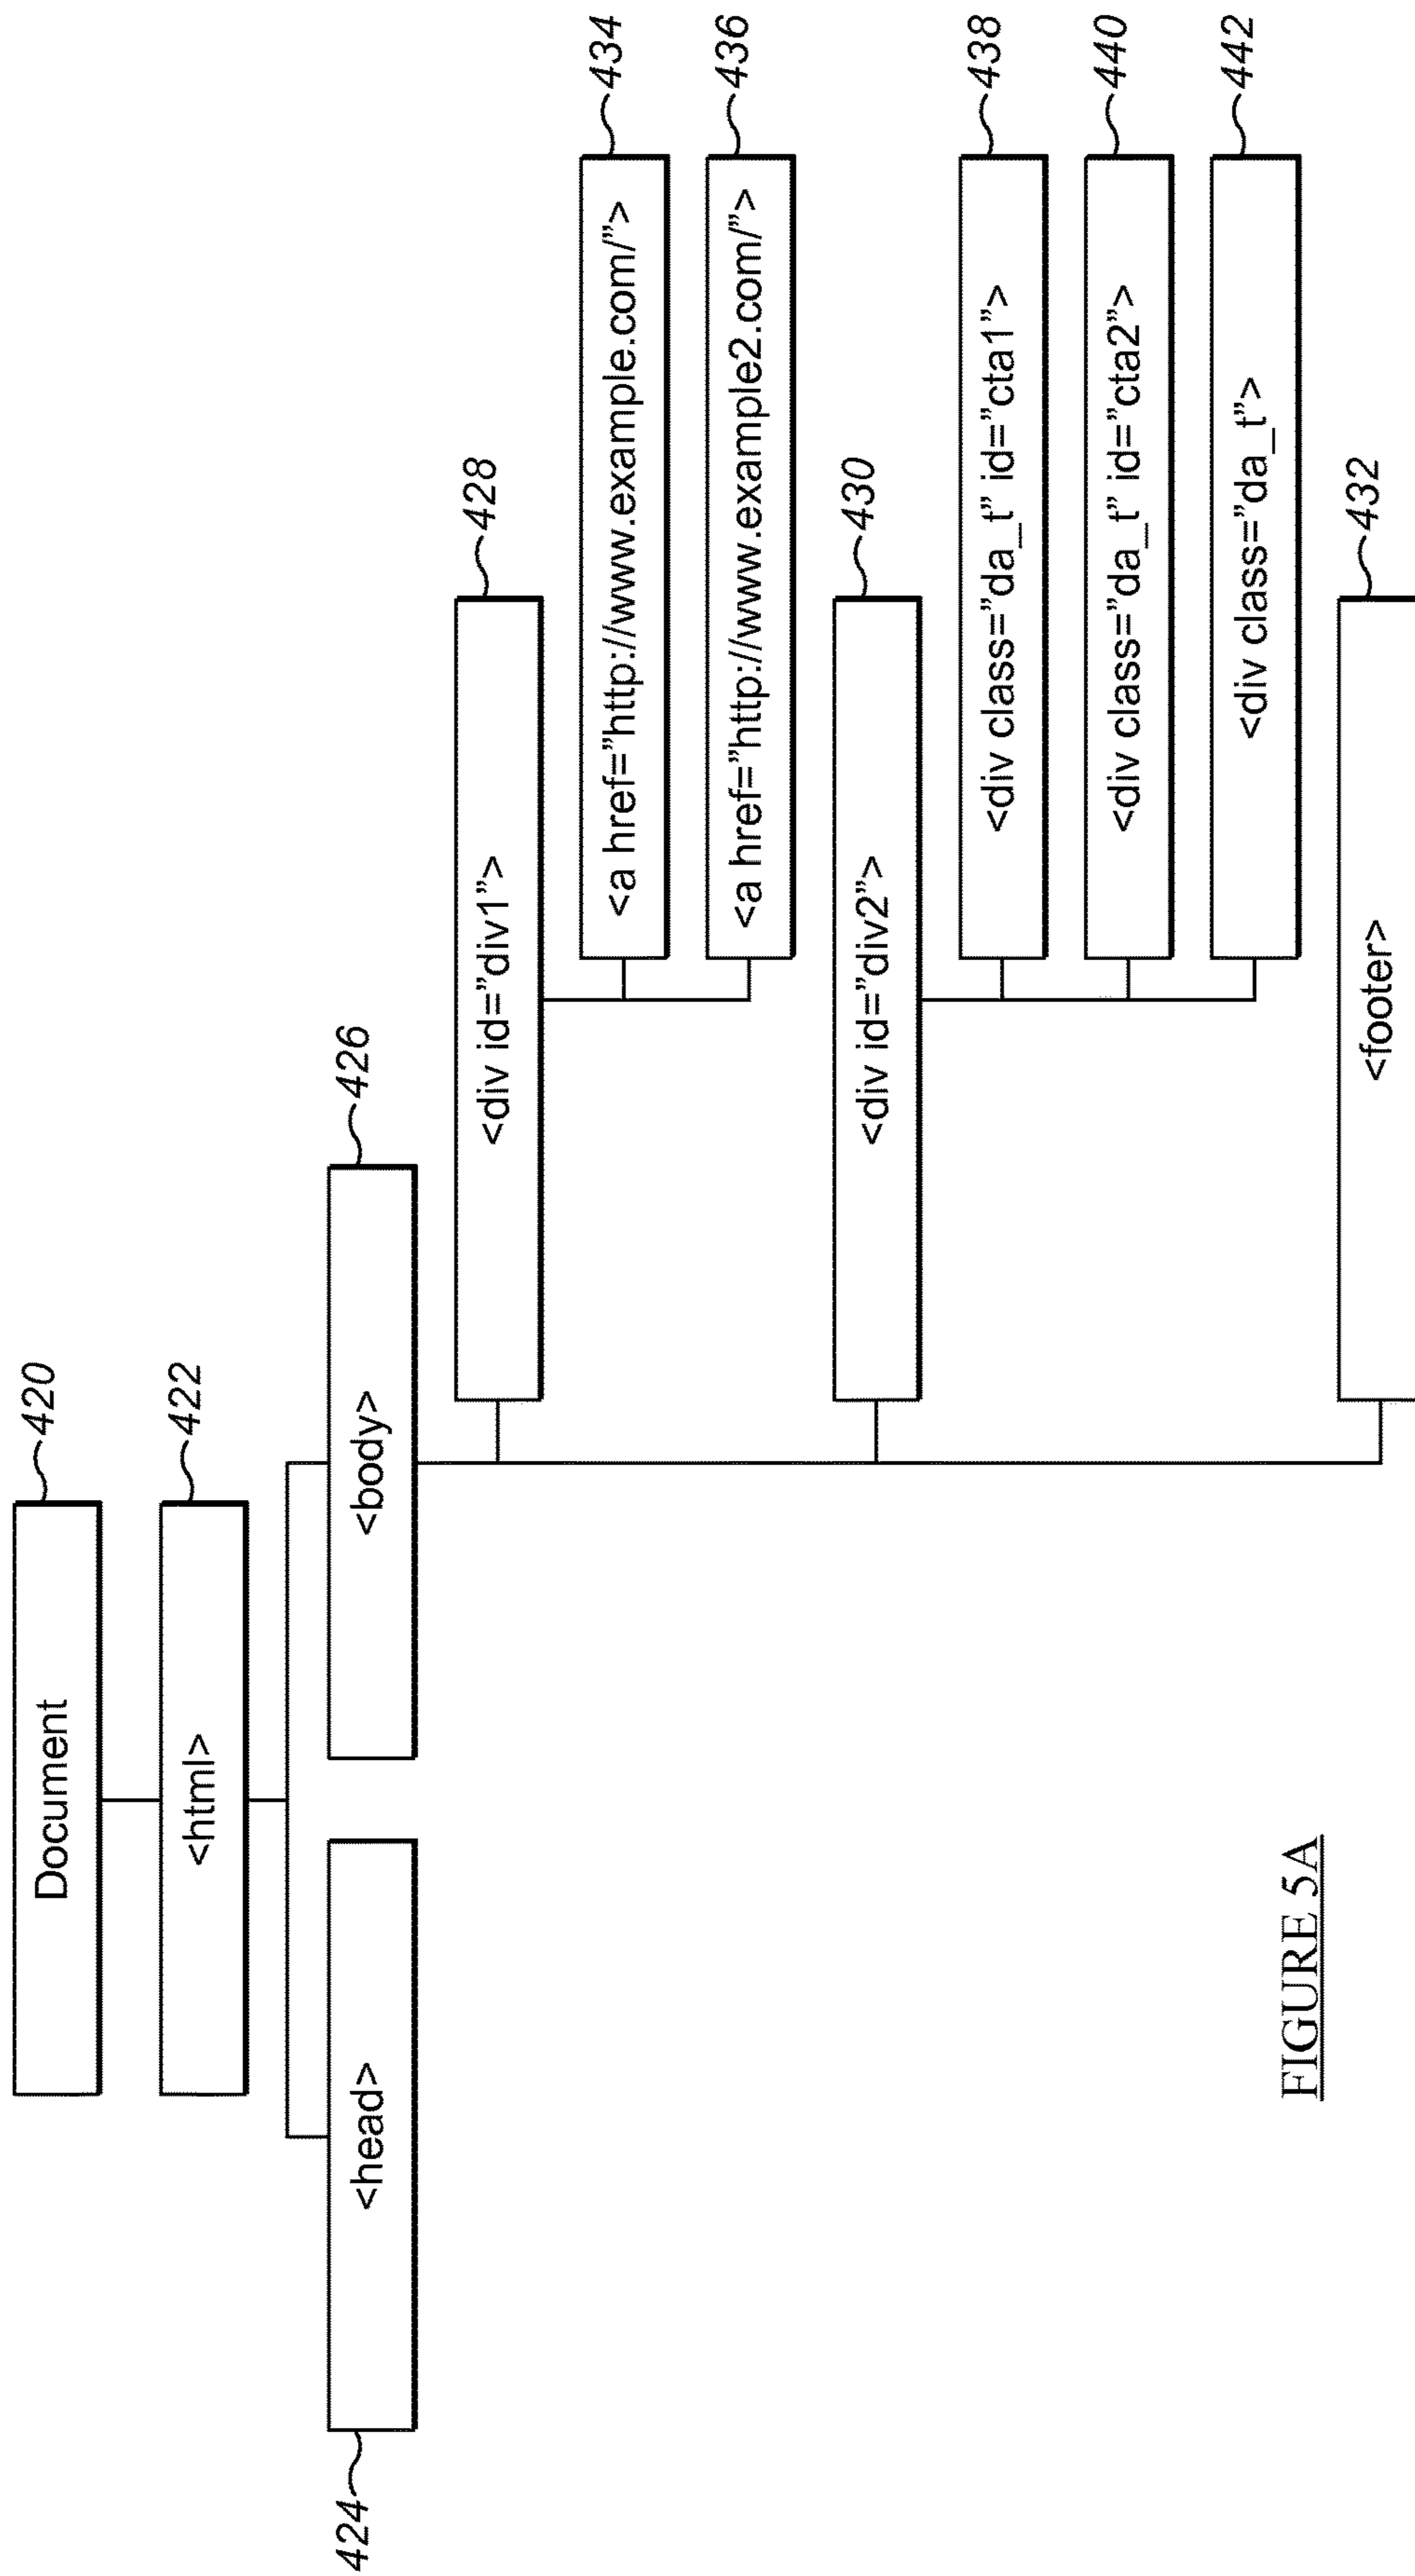 Document
420
<html>
422
424
<head>
<body>
426
<div id=”div1”>
428
<a href=”http://www.example.com/”>
434
<a href=”http://www.example2.com/”>
436
<div id=”div2”>
430
<div class=”da_t” id=”cta1”>
438
<div class=”da_t” id=”cta2”>
440
<div class=”da_t”>
442
<footer>
432
FIGURE 5A